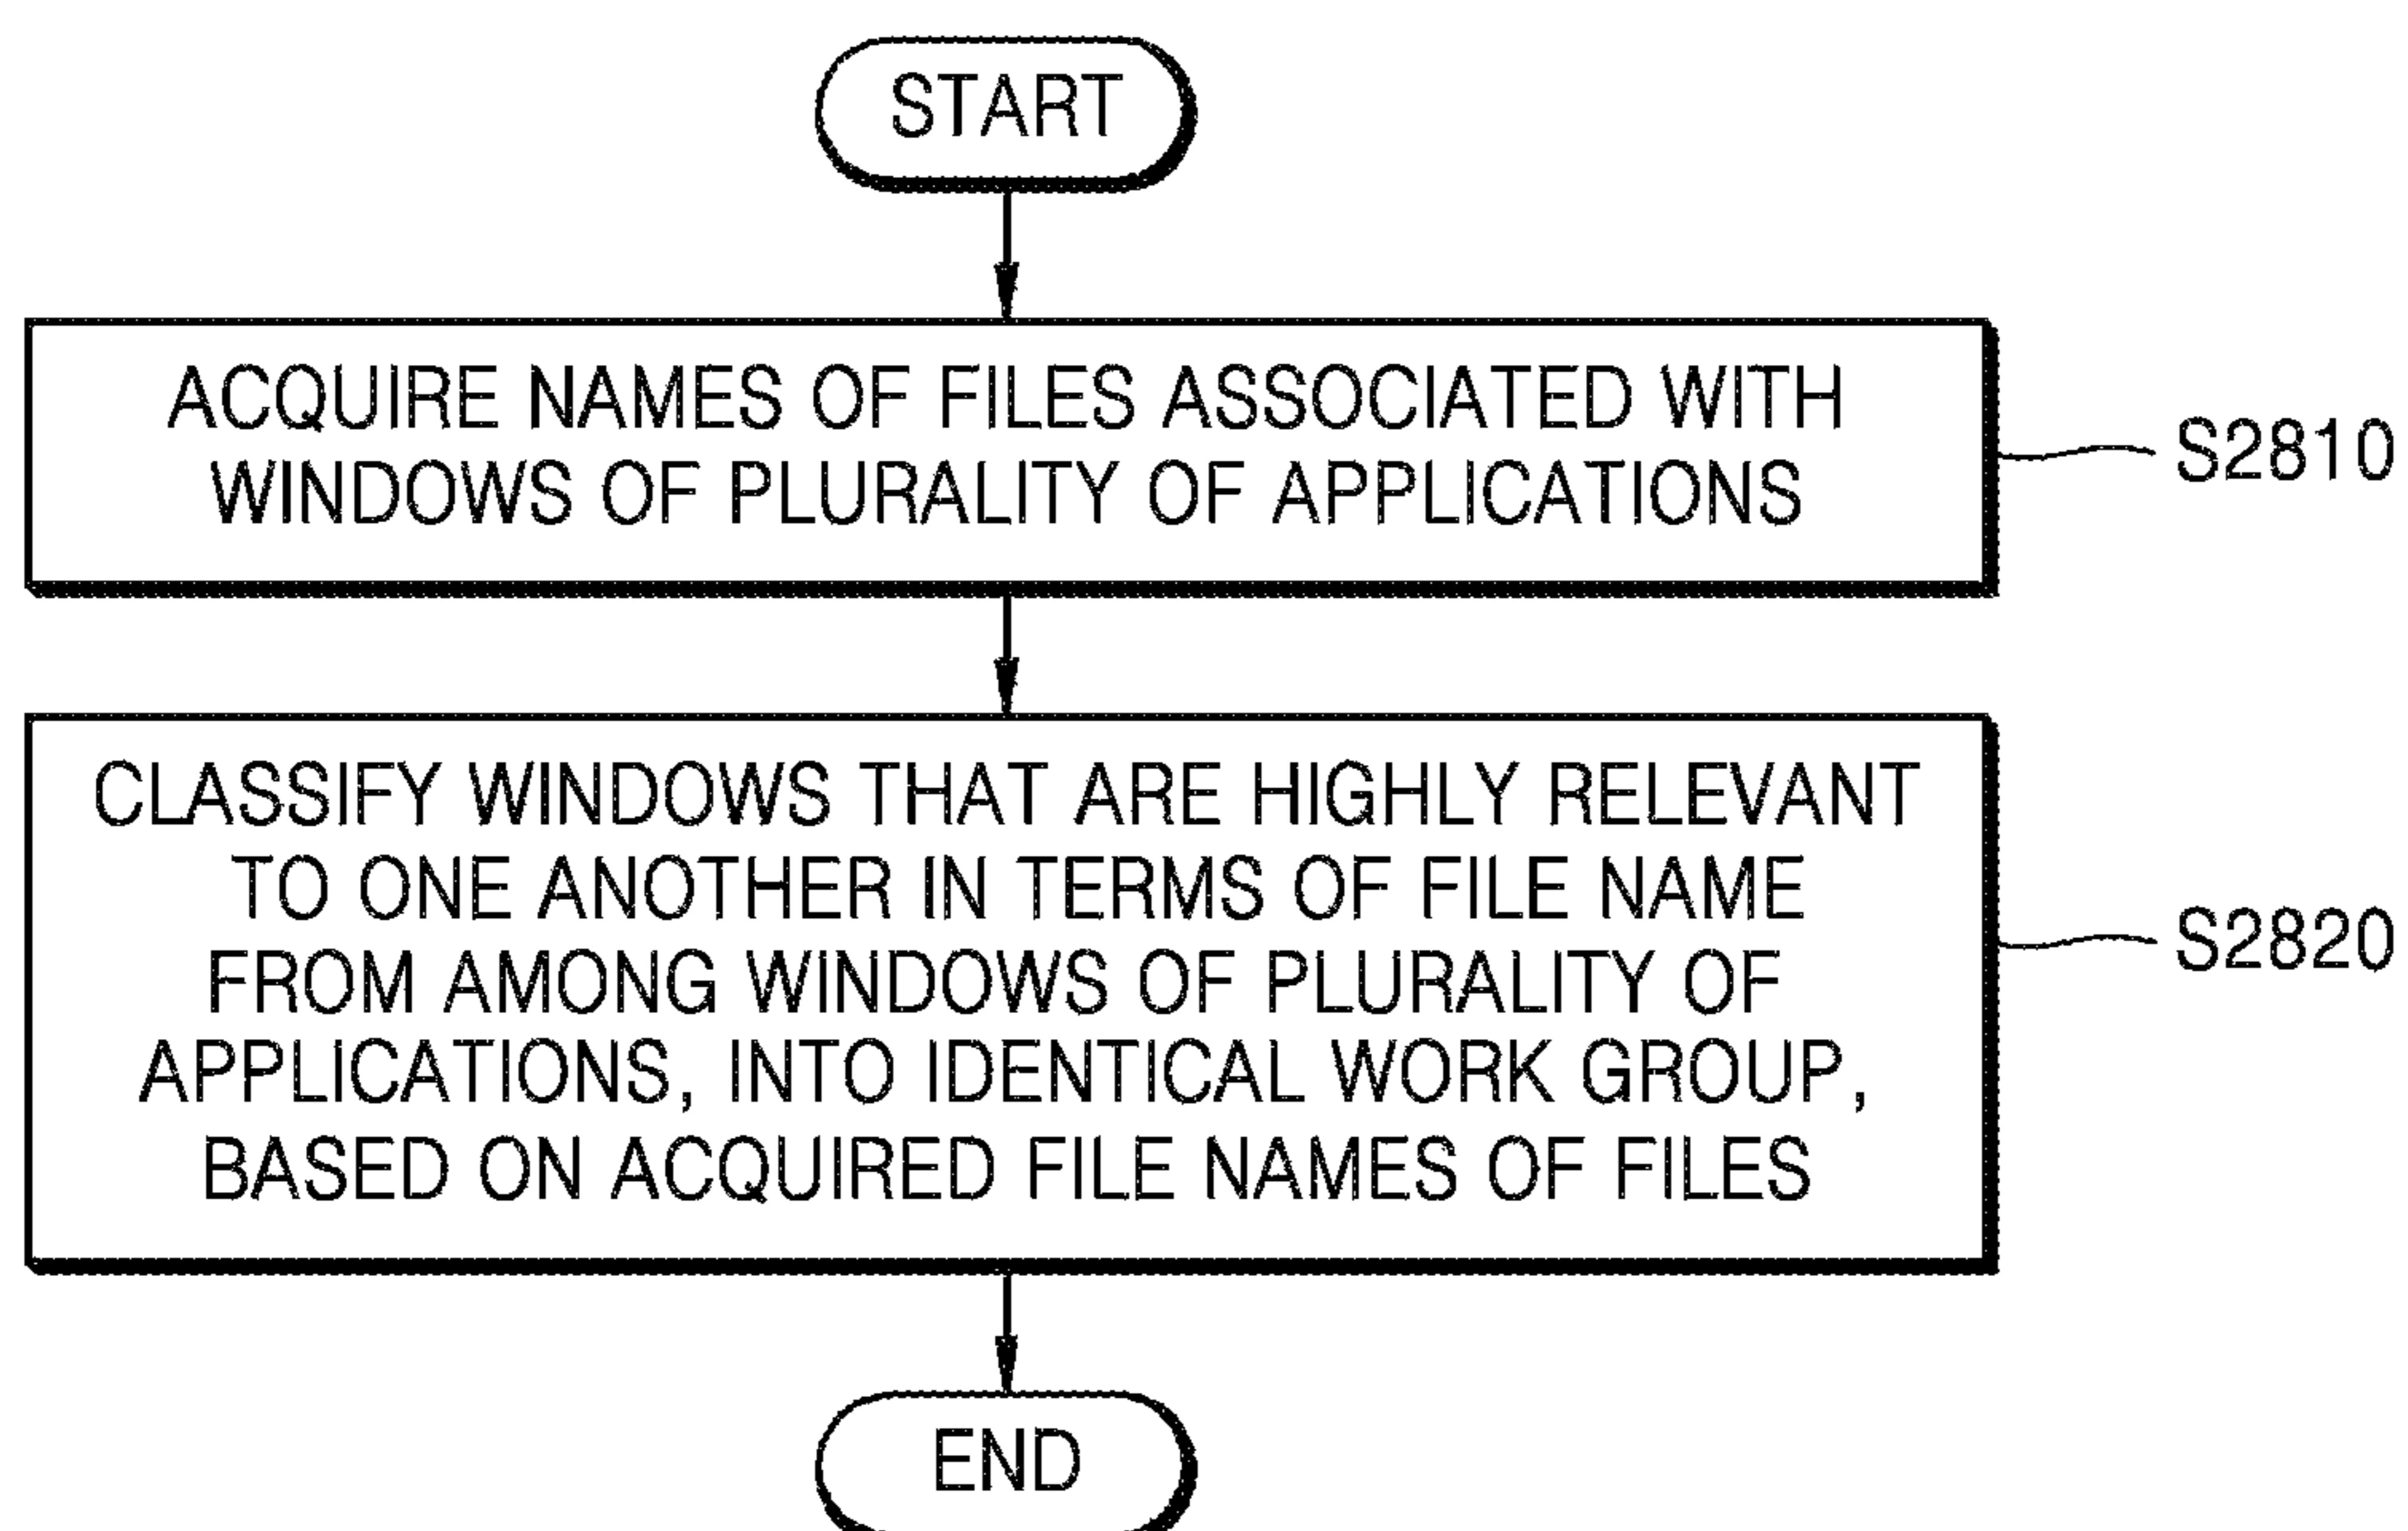 START
ACQUIRE NAMES OF FILES ASSOCIATED WITH
WINDOWS OF PLURALITY OF APPLICATIONS
S2810
CLASSIFY WINDOWS THAT ARE HIGHLY RELEVANT
TO ONE ANOTHER IN TERMS OF FILE NAME
FROM AMONG WINDOWS OF PLURALITY OF
APPLICATIONS, INTO IDENTICAL WORK GROUP,
BASED ON ACQUIRED FILE NAMES OF FILES
S2820
END